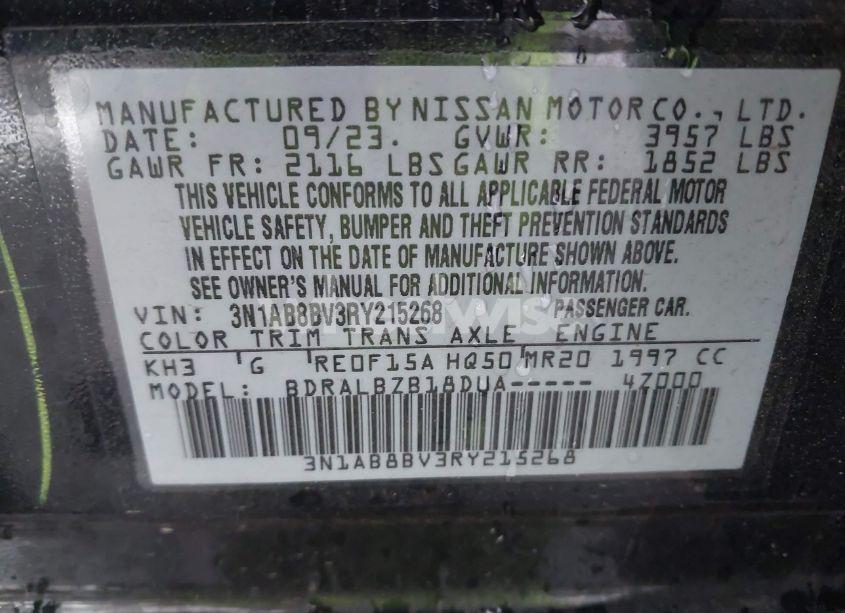 MANUFACTURED BY NISSAN MOTOR CO., LTD.
DATE: 09/23. GVWR: 3957 LBS
GAWR FR: 2116 LBS GAWR RR: 1852 LBS
THIS VEHICLE CONFORMS TO ALL APPLICABLE FEDERAL MOTOR
VEHICLE SAFETY, BUMPER AND THEFT PREVENTION STANDARDS
IN EFFECT ON THE DATE OF MANUFACTURE SHOWN ABOVE.
SEE OWNER'S MANUAL FOR ADDITIONAL INFORMATION.
VIN: 3N1AB8BV3RY215268 PASSENGER CAR.
COLOR TRIM TRANS AXLE ENGINE
KH3 G RE0F15A HQ50 MR20 1997 CC
MODEL: BDRALBZB18DUA----- 4Z000
3N1AB8BV3RY215268